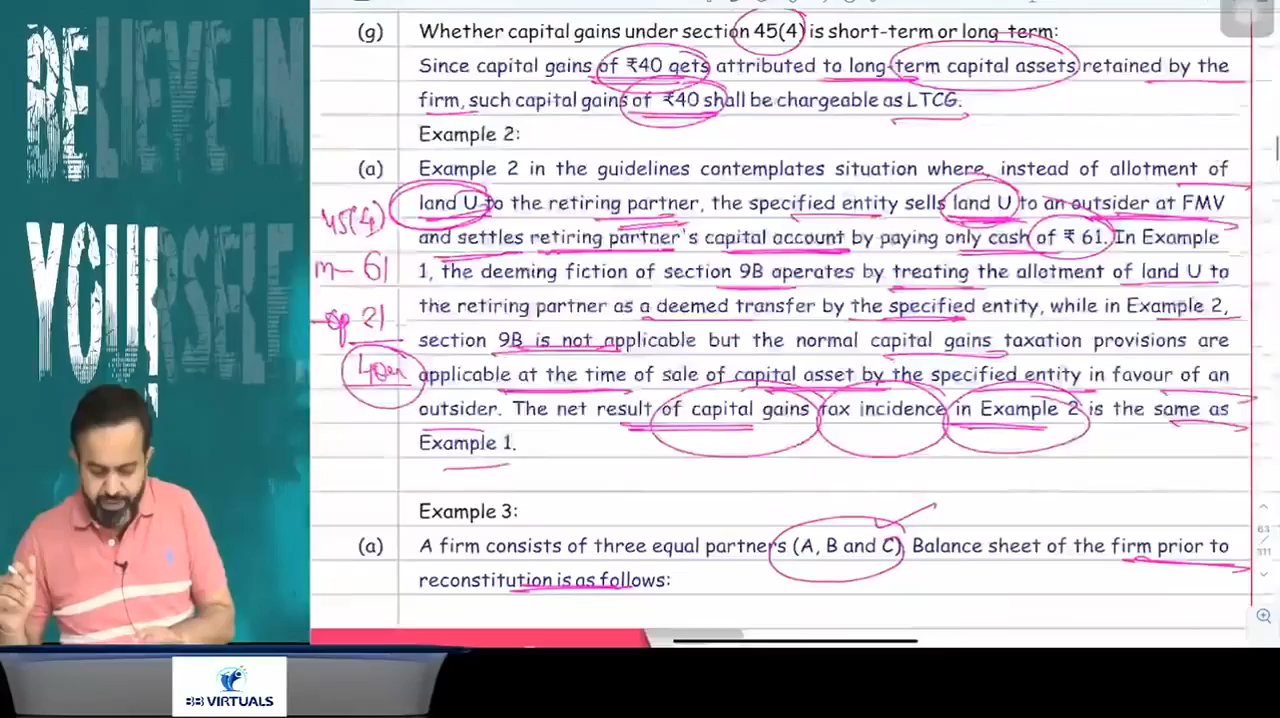 BELIEVE IN
YOURSELF
(g) Whether capital gains under section 45(4) is short-term or long term:
Since capital gains of ₹40 gets attributed to long term capital assets retained by the
firm, such capital gains of ₹40 shall be chargeable as LTCG.
Example 2:
(a) Example 2 in the guidelines contemplates situation where, instead of allotment of
land U to the retiring partner, the specified entity sells land U to an outsider at FMV
and settles retiring partner's capital account by paying only cash of ₹ 61. In Example
1, the deeming fiction of section 9B operates by treating the allotment of land U to
the retiring partner as a deemed transfer by the specified entity, while in Example 2,
section 9B is not applicable but the normal capital gains taxation provisions are
applicable at the time of sale of capital asset by the specified entity in favour of an
outsider. The net result of capital gains tax incidence in Example 2 is the same as
Example 1.
45(4)
m- 61
21
Example 3:
(a) A firm consists of three equal partners (A, B and C). Balance sheet of the firm prior to
reconstitution is as follows:
63
311
BB VIRTUALS